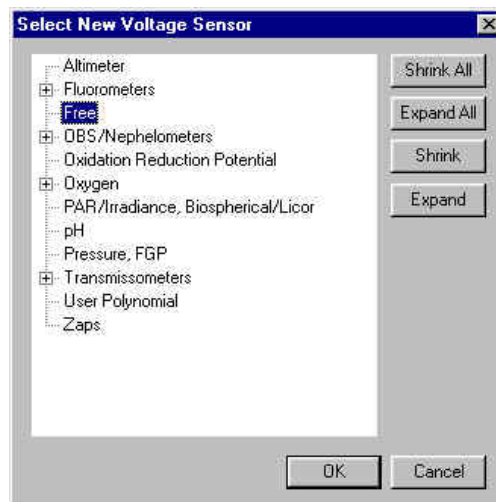 Select New Voltage Sensor
Altimeter
Fluorometers
Free
OBS/Nephelometers
Oxidation Reduction Potential
Oxygen
PAR/Irradiance, Biospherical/Licor
pH
Pressure, FGP
Transmissometers
User Polynomial
Zaps
Shrink All
Expand All
Shrink
Expand
OK
Cancel